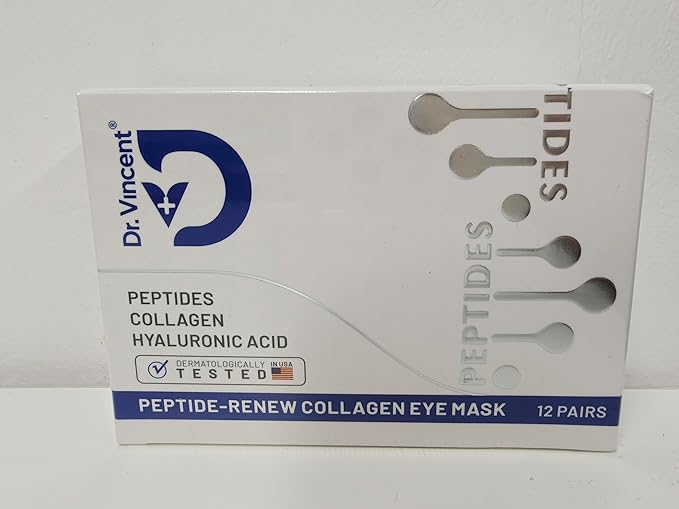 Dr. Vincent®
PEPTIDES
COLLAGEN
HYALURONIC ACID
DERMATOLOGICALLY
TESTED
IN USA
PEPTIDES
TIDES
PEPTIDE-RENEW COLLAGEN EYE MASK 12 PAIRS